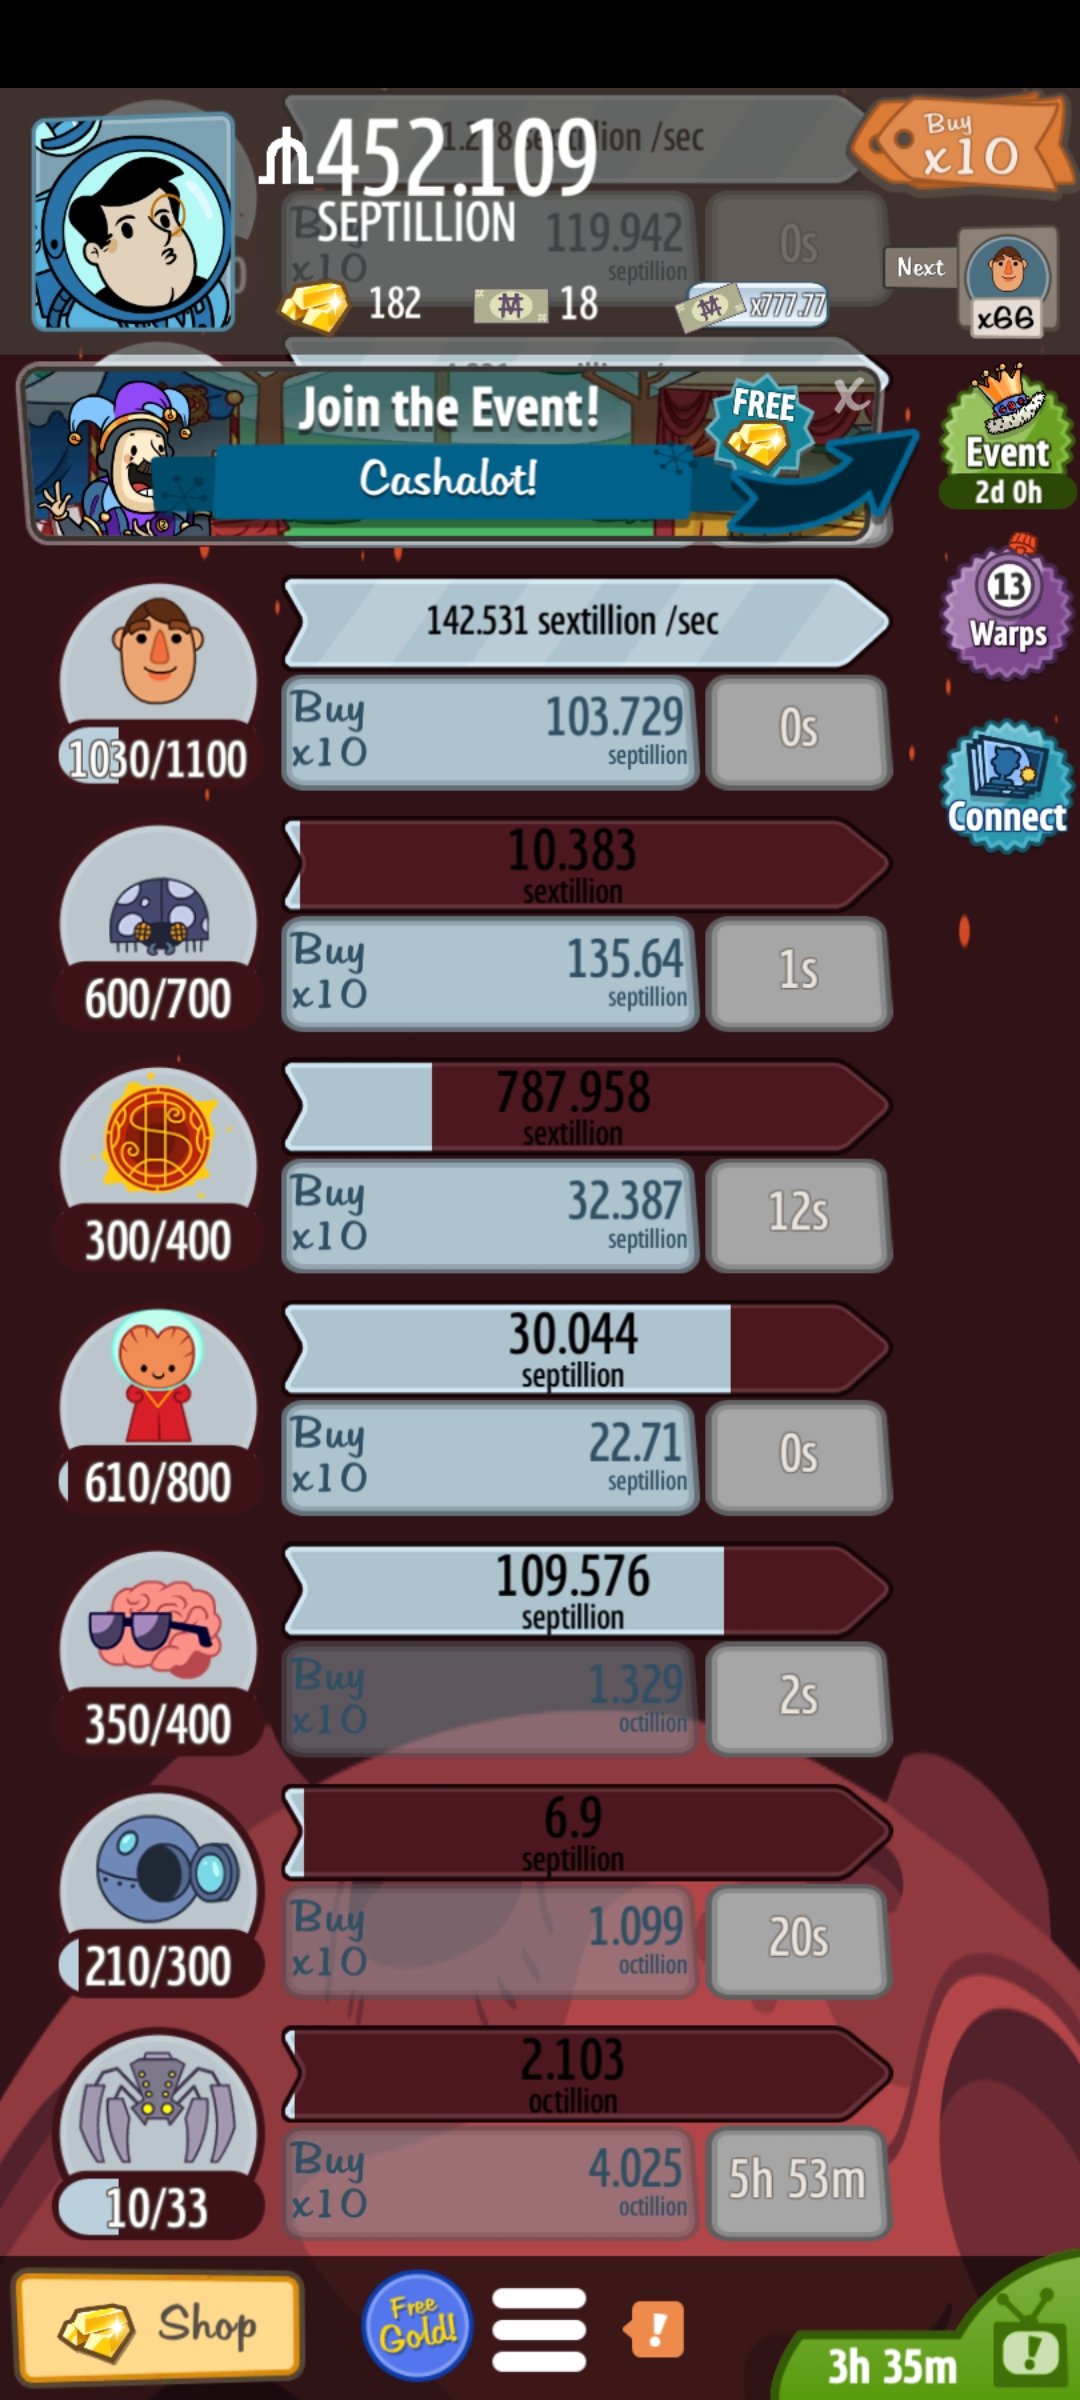 452.109
SEPTILLION
Buy
x10
septillion /sec
Buy
x10
119.942
septillion
0s
182
18
x777.77
Next
x66
Join the Event!
FREE
X
Cashalot!
Event
2d 0h
13
Warps
Connect
142.531 sextillion /sec
Buy
x10
103.729
septillion
0s
1030/1100
10.383
sextillion
Buy
x10
135.64
septillion
1s
600/700
787.958
sextillion
Buy
x10
32.387
septillion
12s
300/400
30.044
septillion
Buy
x10
22.71
septillion
0s
610/800
109.576
septillion
Buy
x10
1.329
octillion
2s
350/400
6.9
septillion
Buy
x10
1.099
octillion
20s
210/300
2.103
octillion
Buy
x10
4.025
octillion
5h 53m
10/33
Shop
Free
Gold!
!
3h 35m
!